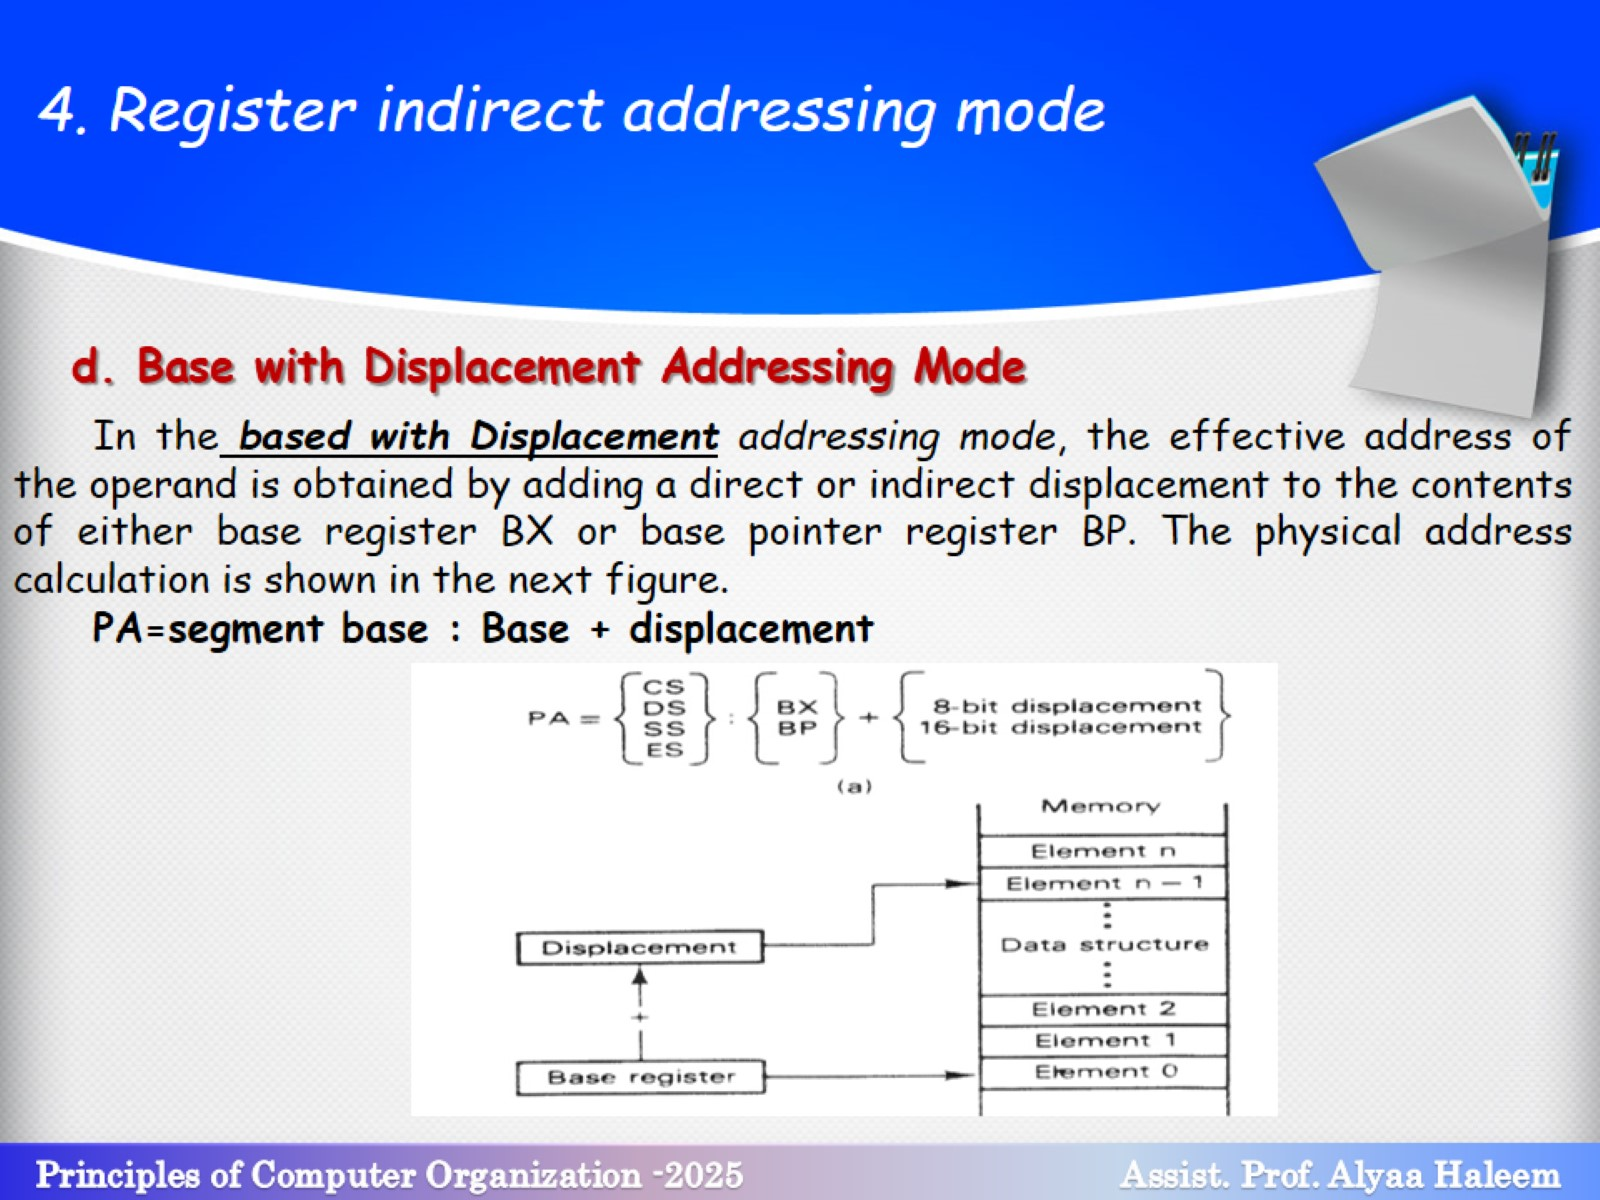 4. Register indirect addressing mode
d. Base with Displacement Addressing Mode
In the based with Displacement addressing mode, the effective address of
the operand is obtained by adding a direct or indirect displacement to the contents
of either base register BX or base pointer register BP. The physical address
calculation is shown in the next figure.
PA=segment base : Base + displacement
CS
DS
SS
ES
PA = { } : { BX BP } + { 8-bit displacement
16-bit displacement }
(a)
Memory
Element n
Element n — 1
Displacement
Data structure
+
Element 2
Element 1
Base register
Element 0
Principles of Computer Organization -2025
Assist. Prof. Alyaa Haleem